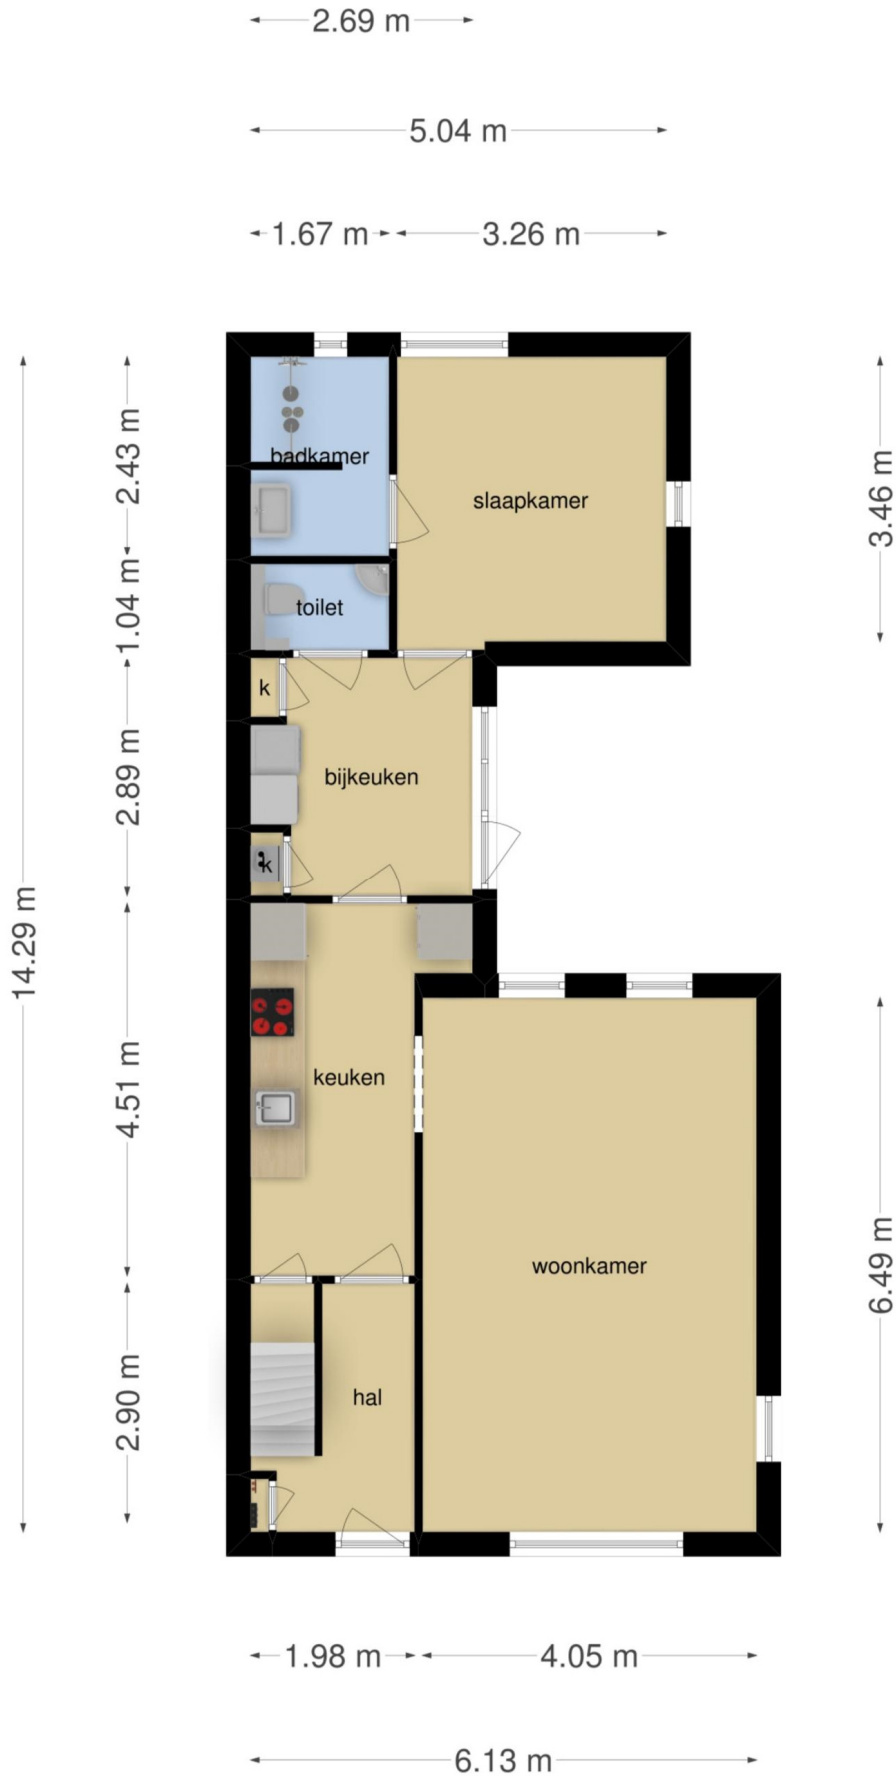 2.69 m
5.04 m
1.67 m
3.26 m
2.43 m
badkamer
slaapkamer
3.46 m
1.04 m
toilet
k
bijkeuken
2.89 m
k
14.29 m
4.51 m
keuken
woonkamer
6.49 m
2.90 m
hal
1.98 m
4.05 m
6.13 m